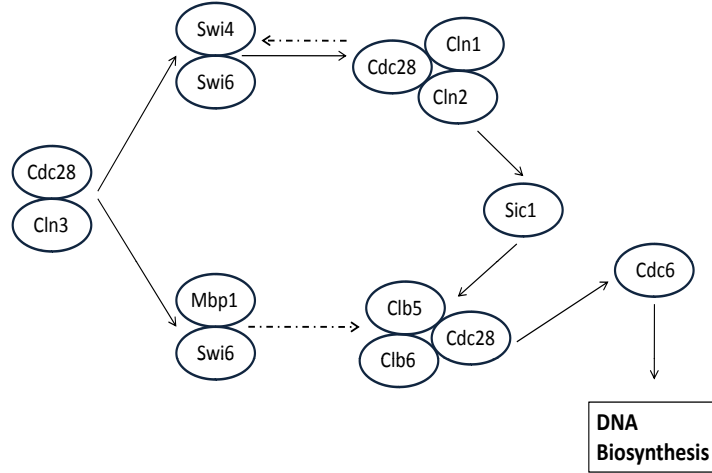 Swi4
Swi6
Cdc28
Cln1
Cln2
Cdc28
Cln3
Sic1
Mbp1
Swi6
Clb5
Clb6
Cdc28
Cdc6
DNA
Biosynthesis